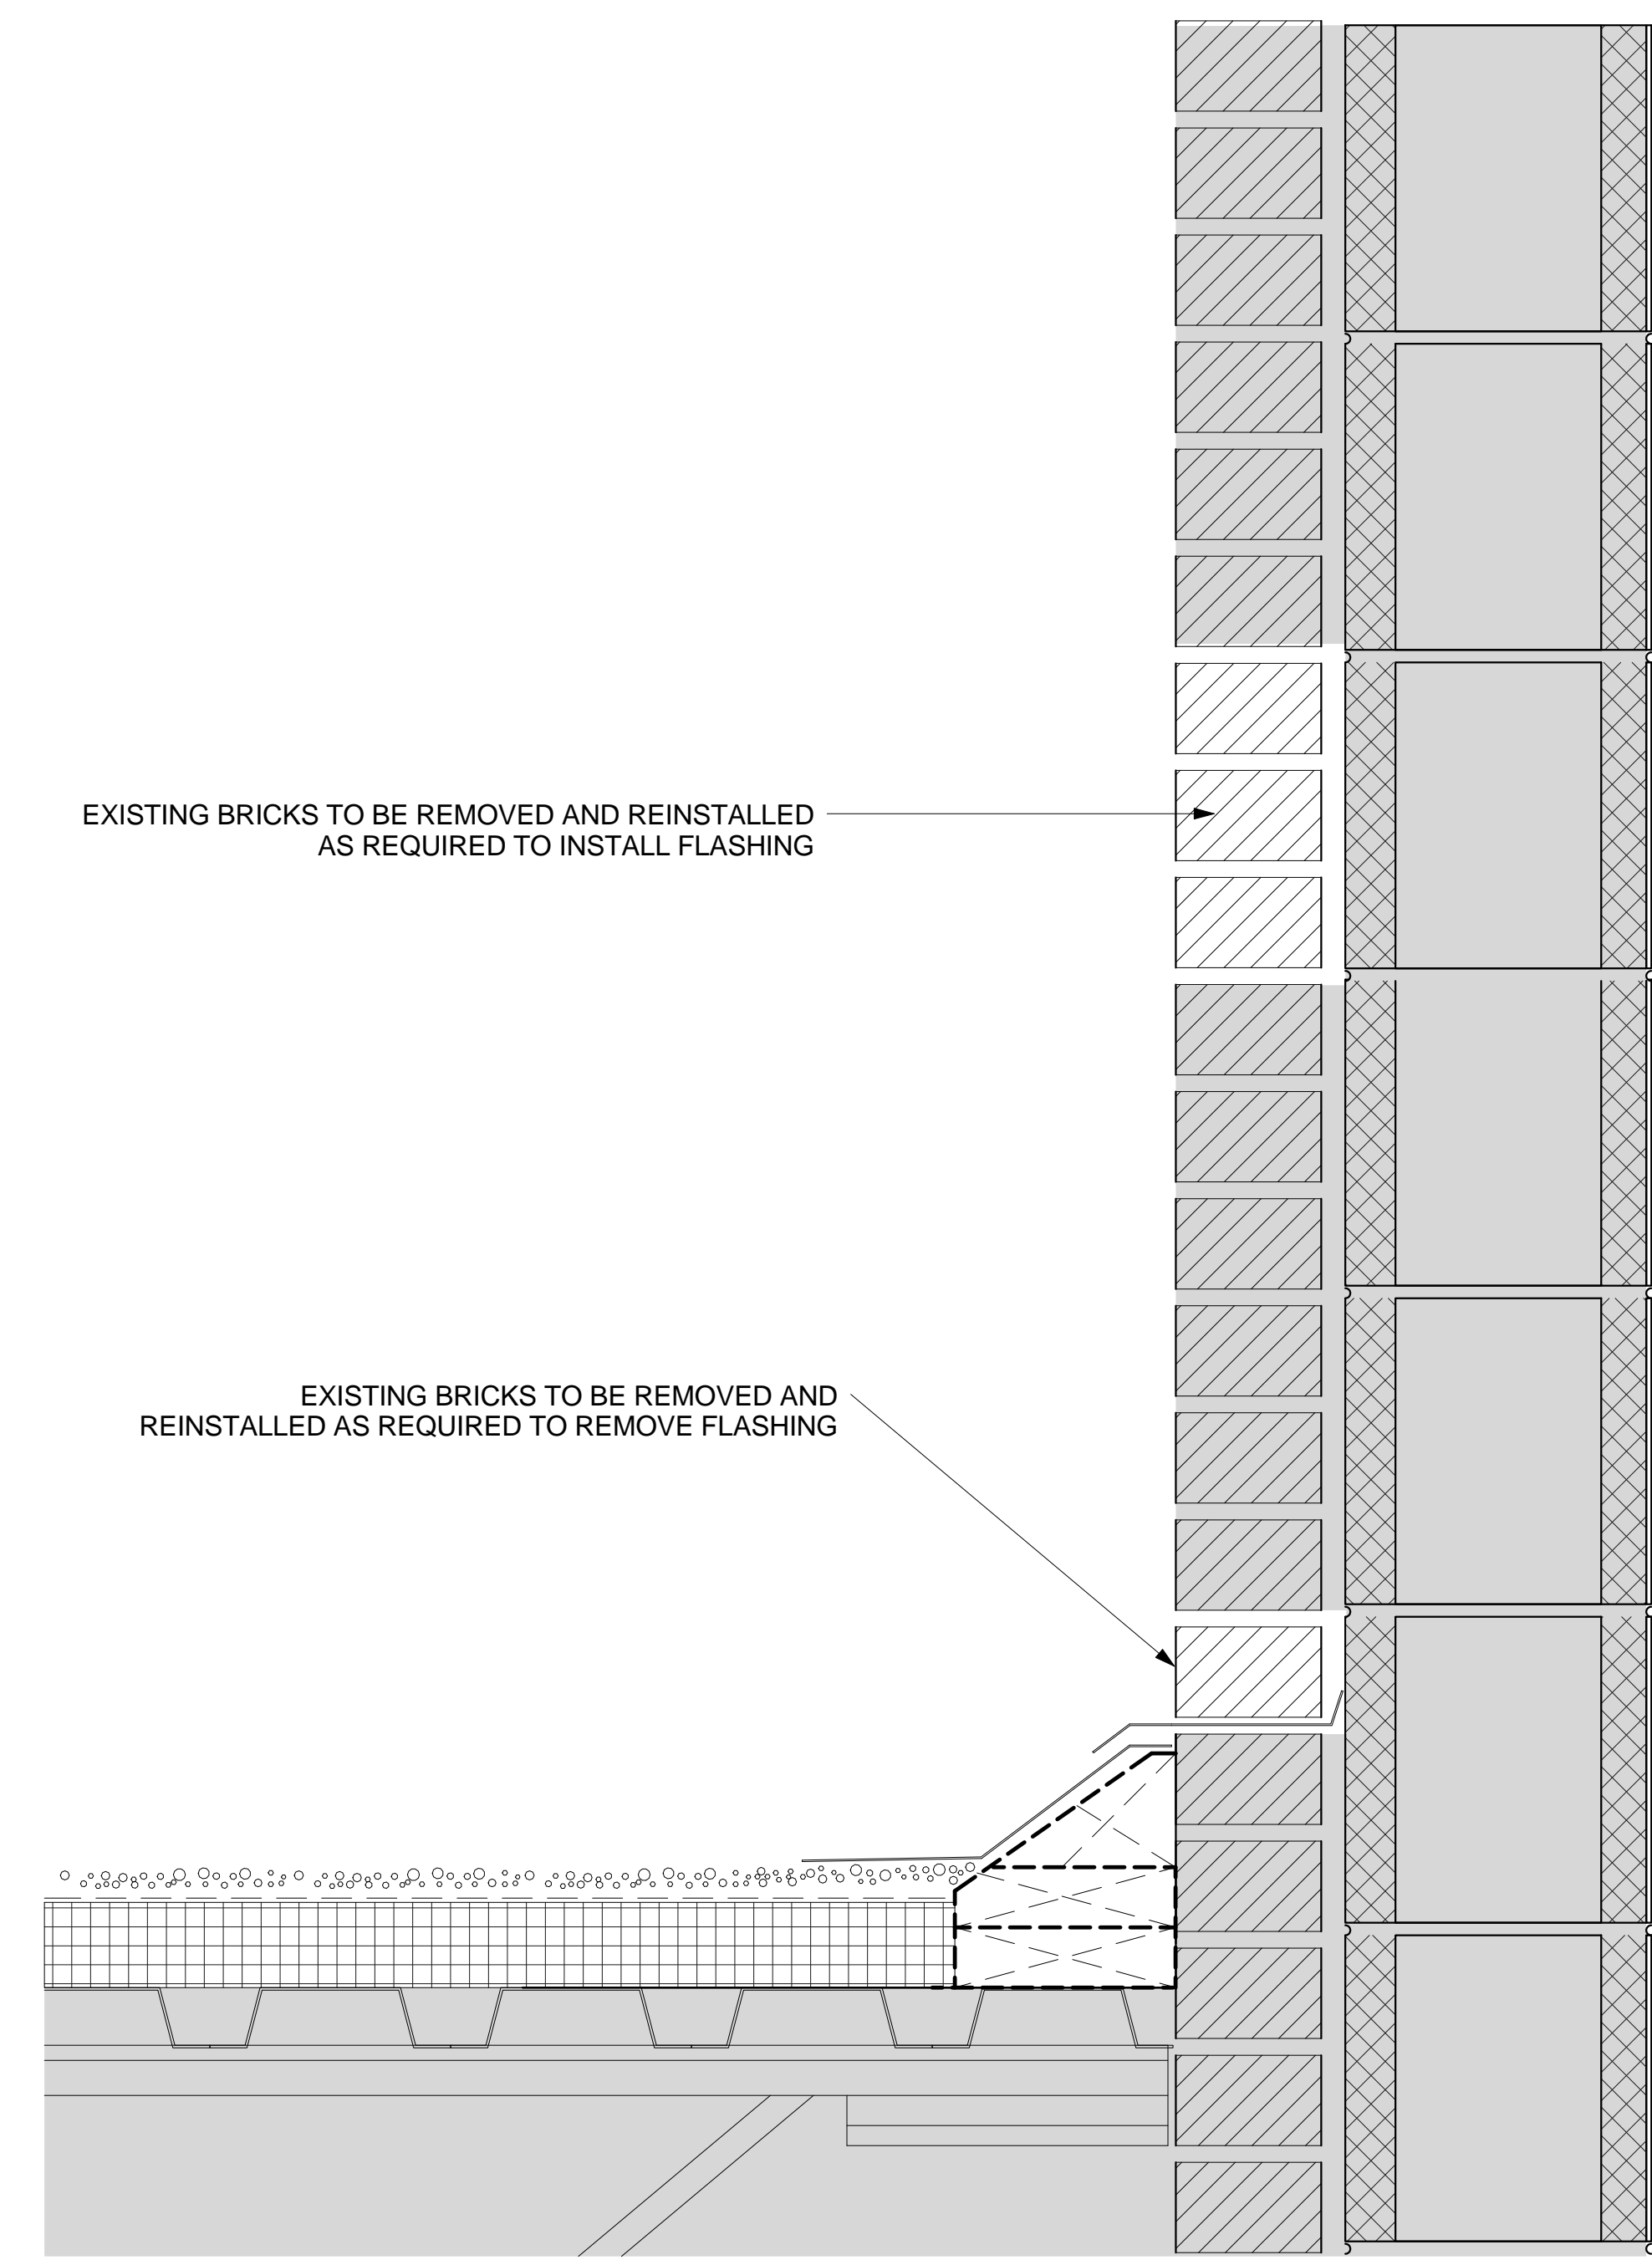 EXISTING BRICKS TO BE REMOVED AND REINSTALLED
AS REQUIRED TO INSTALL FLASHING
EXISTING BRICKS TO BE REMOVED AND
REINSTALLED AS REQUIRED TO REMOVE FLASHING